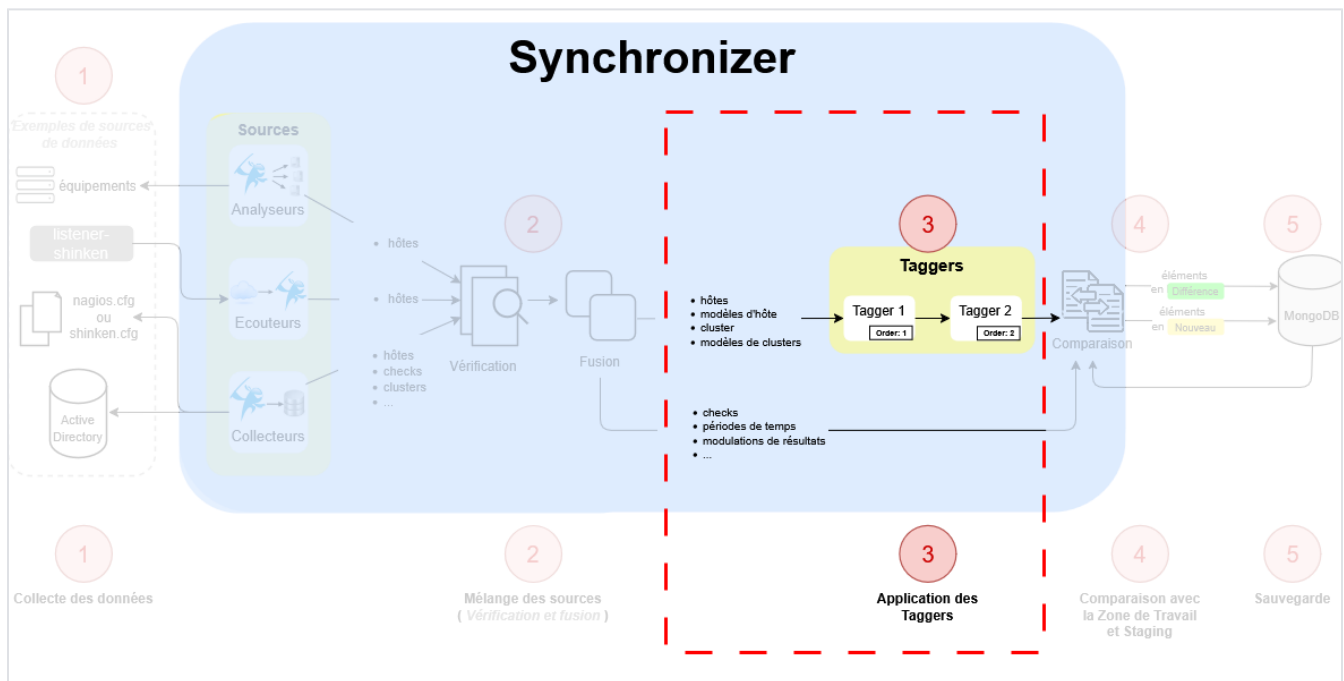 Synchronizer
1
'Exemples de sources'
de données
équipements
listener-
shinken
nagios.cfg
ou
shinken.cfg
Active
Directory
Sources
Analyseurs
Ecouteurs
Collecteurs
• hôtes
• hôtes
• hôtes
• checks
• clusters
• ...
2
Vérification
Fusion
• hôtes
• modèles d'hôte
• cluster
• modèles de clusters
• checks
• périodes de temps
• modulations de résultats
• ...
3
Taggers
Tagger 1
Order: 1
Tagger 2
Order: 2
4
Comparaison
éléments
en Différence
éléments
en Nouveau
5
MongoDB
1
Collecte des données
2
Mélange des sources
( Vérification et fusion )
3
Application des
Taggers
4
Comparaison avec
la Zone de Travail
et Staging
5
Sauvegarde